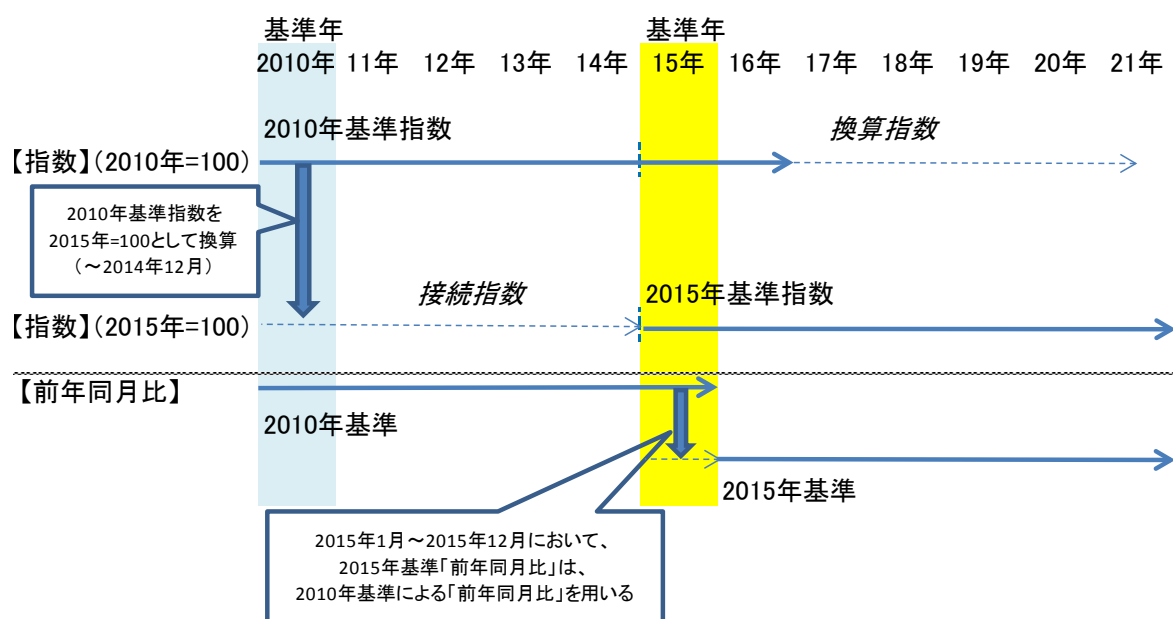 基準年 基準年
2010年 11年 12年 13年 14年 15年 16年 17年 18年 19年 20年 21年
2010年基準指数 換算指数
【指数】(2010年=100)
2010年基準指数を
2015年=100として換算
（～2014年12月）
接続指数 2015年基準指数
【指数】(2015年=100)
【前年同月比】
2010年基準
2015年基準
2015年1月～2015年12月において、
2015年基準「前年同月比」は、
2010年基準による「前年同月比」を用いる